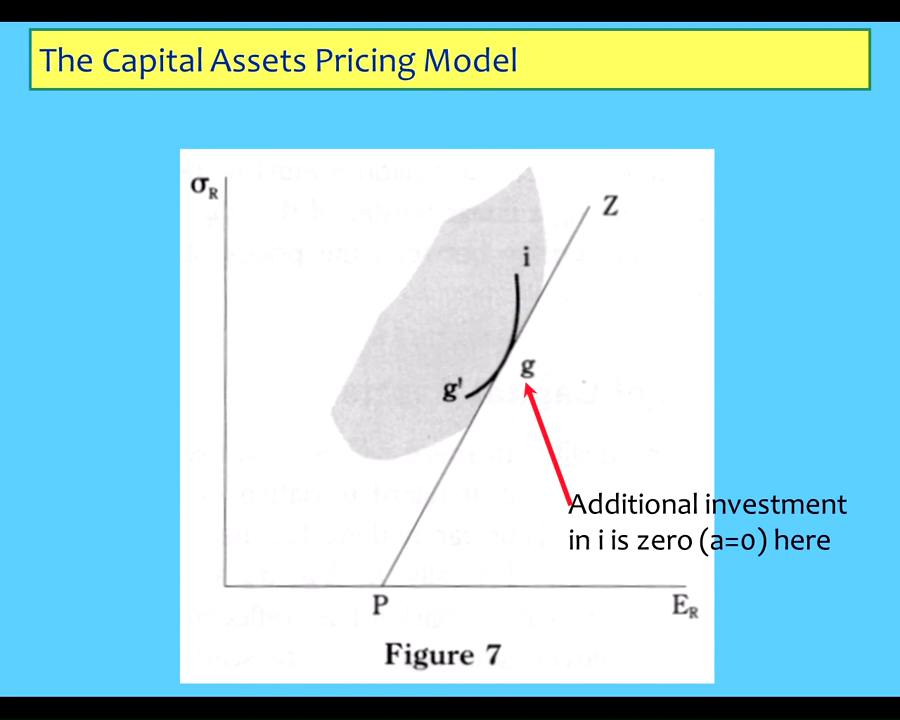 The Capital Assets Pricing Model
σR
Z
i
g
g'
Additional investment
in i is zero (a=0) here
P
ER
Figure 7